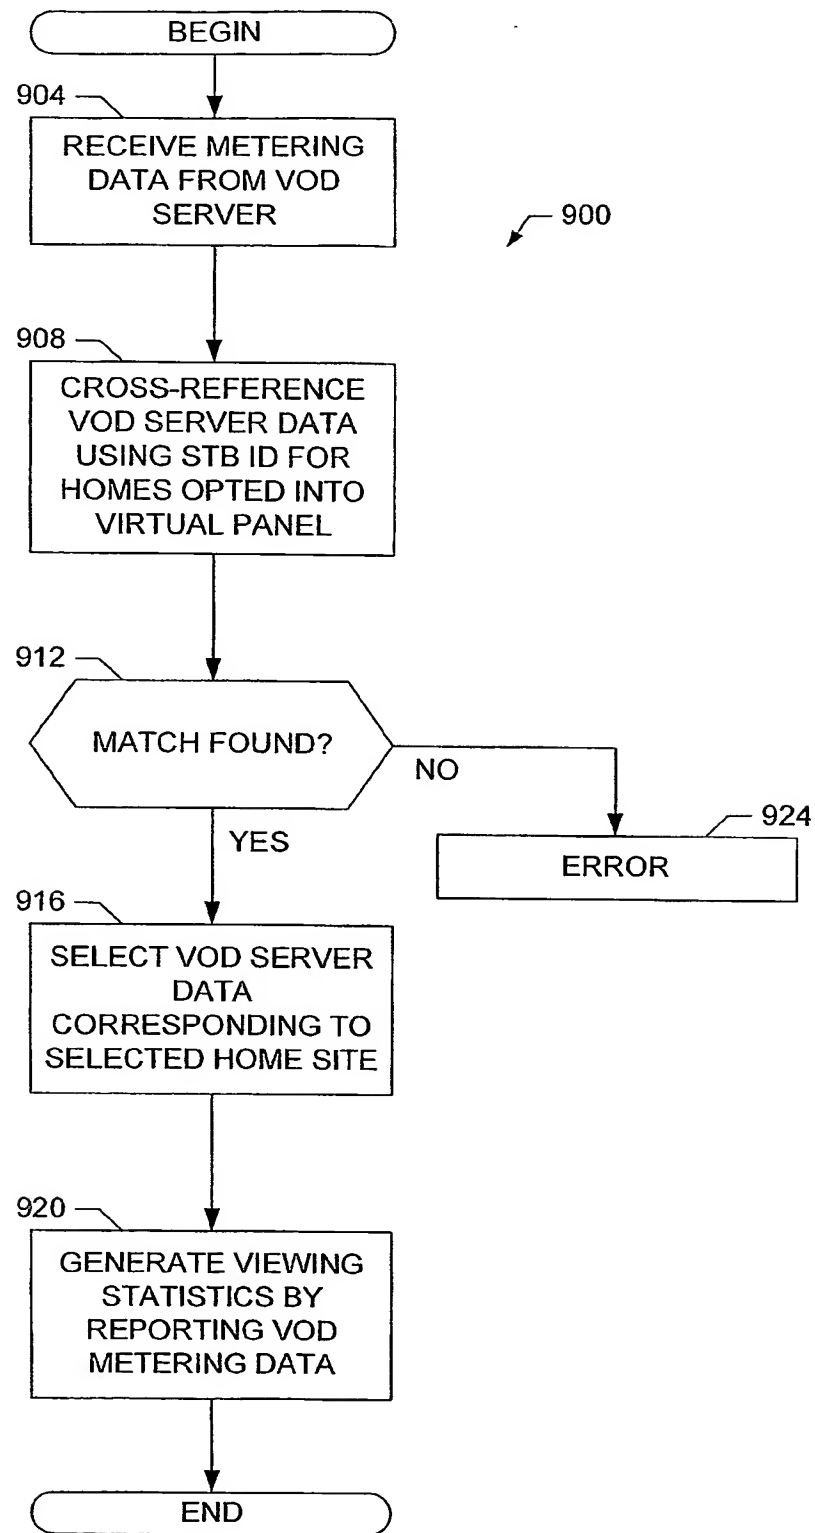 BEGIN
904
RECEIVE METERING
DATA FROM VOD
SERVER
900
908
CROSS-REFERENCE
VOD SERVER DATA
USING STB ID FOR
HOMES OPTED INTO
VIRTUAL PANEL
912
MATCH FOUND?
NO
YES
924
ERROR
916
SELECT VOD SERVER
DATA
CORRESPONDING TO
SELECTED HOME SITE
920
GENERATE VIEWING
STATISTICS BY
REPORTING VOD
METERING DATA
END